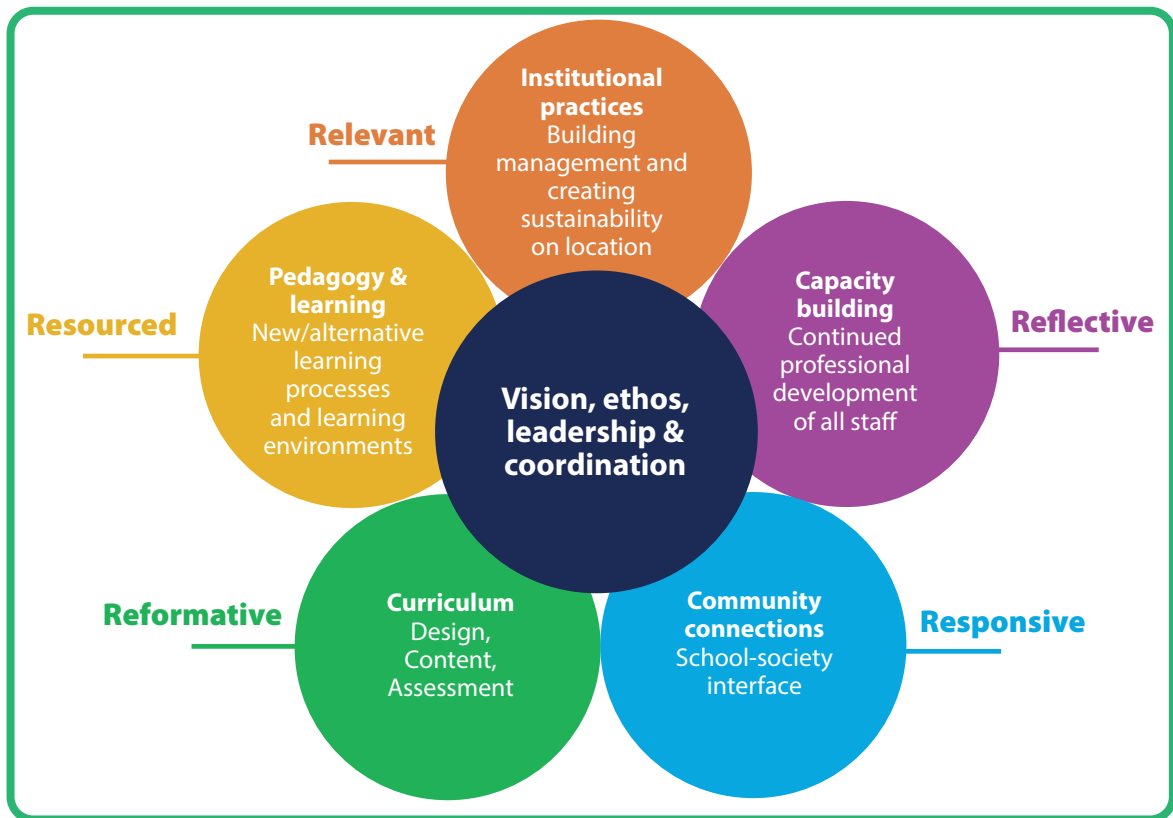 Relevant
Institutional
practices
Building
management and
creating
sustainability
on location
Resourced
Pedagogy &
learning
New/alternative
learning
processes
and learning
environments
Capacity
building
Continued
professional
development
of all staff
Reflective
Vision, ethos,
leadership &
coordination
Reformative
Curriculum
Design,
Content,
Assessment
Community
connections
School-society
interface
Responsive